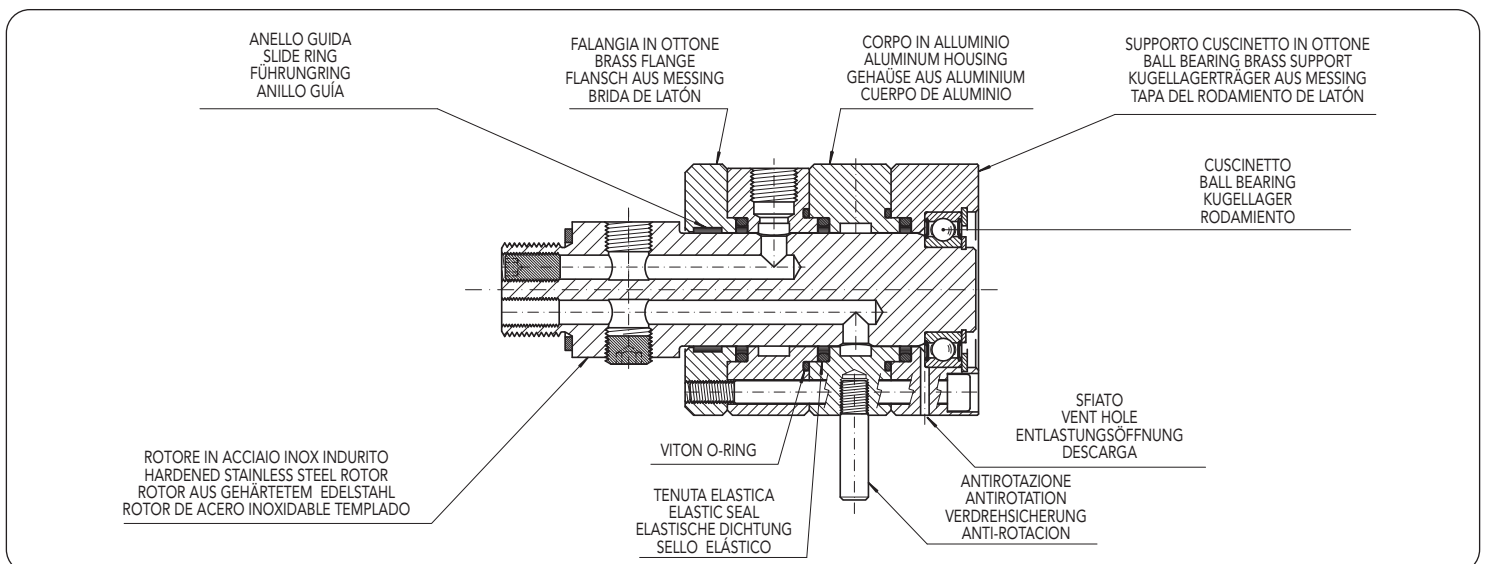 ANELLO GUIDA
SLIDE RING
FÜHRUNGRING
ANILLO GUÍA
FALANGIA IN OTTONE
BRASS FLANGE
FLANSCH AUS MESSING
BRIDA DE LATÓN
CORPO IN ALLUMINIO
ALUMINUM HOUSING
GEHAÜSE AUS ALUMINIUM
CUERPO DE ALUMINIO
SUPPORTO CUSCINETTO IN OTTONE
BALL BEARING BRASS SUPPORT
KUGELLAGERTRÄGER AUS MESSING
TAPA DEL RODAMIENTO DE LATÓN
CUSCINETTO
BALL BEARING
KUGELLAGER
RODAMIENTO
SFIATO
VENT HOLE
ENTLASTUNGSÖFFNUNG
DESCARGA
ROTORE IN ACCIAIO INOX INDURITO
HARDENED STAINLESS STEEL ROTOR
ROTOR AUS GEHÄRTETEM EDELSTAHL
ROTOR DE ACERO INOXIDABLE TEMPLADO
VITON O-RING
TENUTA ELASTICA
ELASTIC SEAL
ELASTISCHE DICHTUNG
SELLO ELÁSTICO
ANTIROTAZIONE
ANTIROTATION
VERDREHSICHERUNG
ANTI-ROTACION